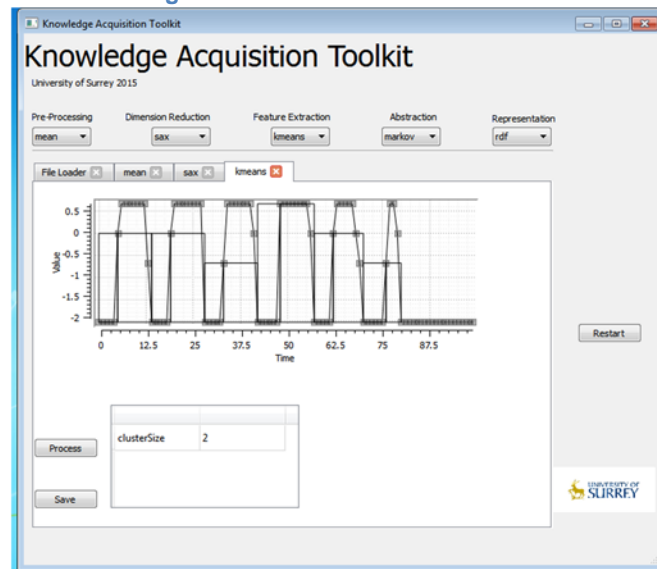 Knowledge Acquisition Toolkit
Knowledge Acquisition Toolkit
University of Surrey 2015
Pre-Processing Dimension Reduction Feature Extraction Abstraction Representation
mean sax kmeans markov rdf
File Loader mean sax kmeans
0.5
0
-0.5
-1
-1.5
-2
Value
0 12.5 25 37.5 50 62.5 75 87.5
Time
Restart
clusterSize 2
Process
Save
UNIVERSITY OF
SURREY